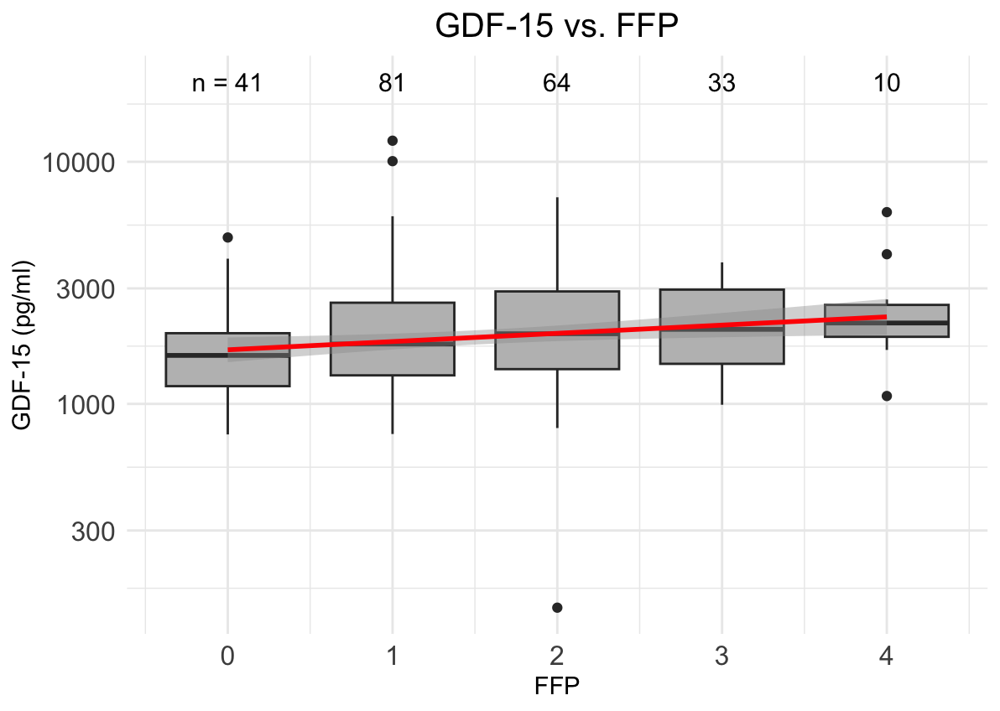 GDF-15 vs. FFP
n = 41 81 64 33 10
10000
3000
1000
300
GDF-15 (pg/ml)
0 1 2 3 4
FFP